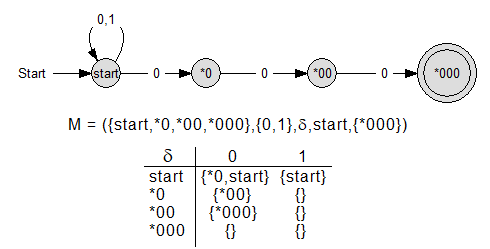 0,1
Start start 0 *0 0 *00 0 *000
M = ({start,*0,*00,*000},{0,1},δ,start,{*000})
δ 0 1
start {*0,start} {start}
*0 {*00} {}
*00 {*000} {}
*000 {} {}